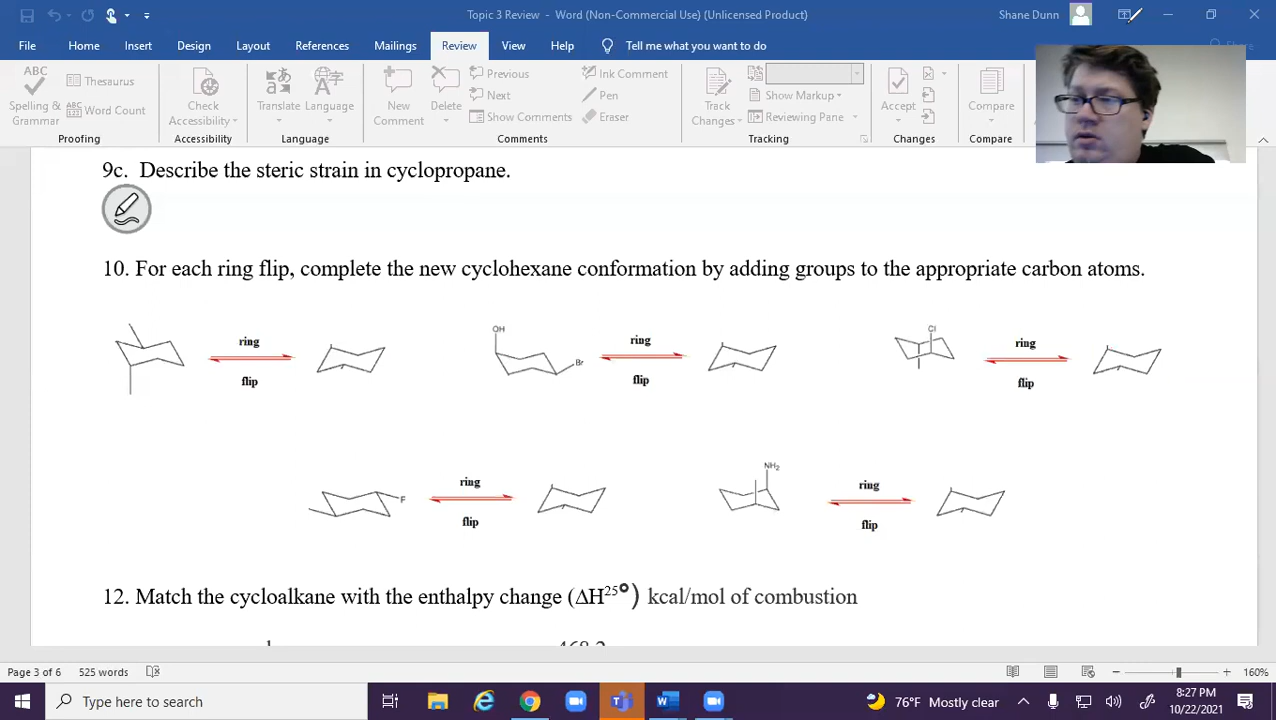 Topic 3 Review - Word (Non-Commercial Use) (Unlicensed Product)
Shane Dunn
File Home Insert Design Layout References Mailings Review View Help Tell me what you want to do
Share
ABC
Spelling & Grammar
Thesaurus
ABC 123 Word Count
Proofing
Check Accessibility
Accessibility
Translate
Language
Language
New Comment
Delete
Previous
Next
Show Comments
Ink Comment
Pen
Eraser
Comments
Track Changes
Show Markup
Reviewing Pane
Tracking
Accept
Changes
Compare
Compare
9c. Describe the steric strain in cyclopropane.
10. For each ring flip, complete the new cyclohexane conformation by adding groups to the appropriate carbon atoms.
ring
flip
OH
Br
ring
flip
Cl
ring
flip
F
ring
flip
NH2
ring
flip
12. Match the cycloalkane with the enthalpy change (ΔH25°) kcal/mol of combustion
468.2
Page 3 of 6 525 words
160%
Type here to search
76°F Mostly clear
8:27 PM
10/22/2021